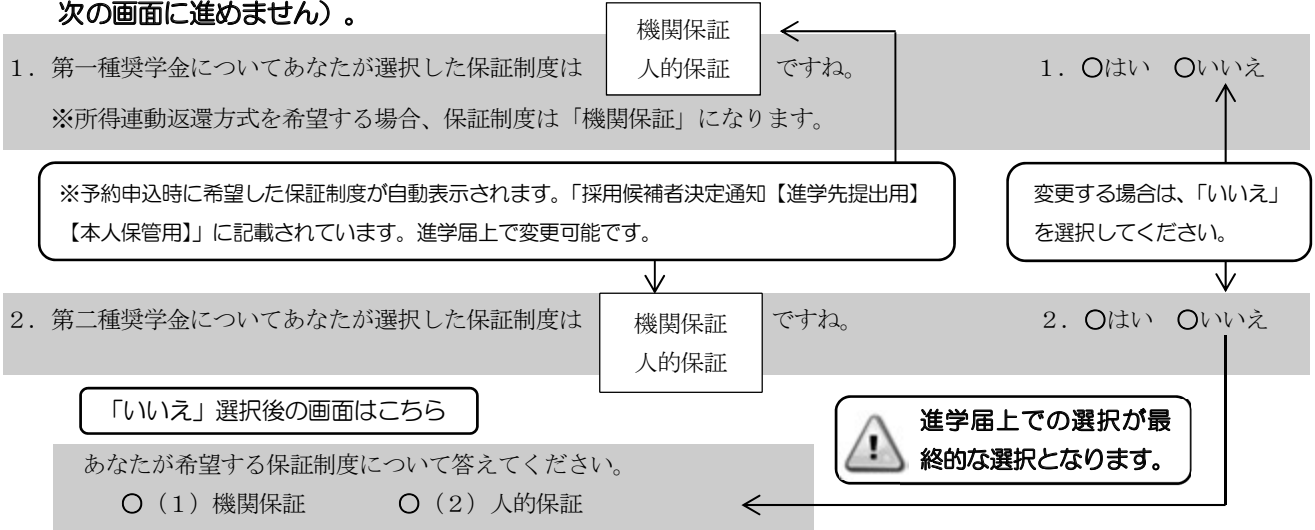 次の画面に進めません）。
機関保証
人的保証
１．第一種奨学金についてあなたが選択した保証制度は
ですね。
１．○はい　○いいえ
※所得連動返還方式を希望する場合、保証制度は「機関保証」になります。
※予約申込時に希望した保証制度が自動表示されます。「採用候補者決定通知【進学先提出用】
【本人保管用】」に記載されています。進学届上で変更可能です。
変更する場合は、「いいえ」
を選択してください。
２．第二種奨学金についてあなたが選択した保証制度は
機関保証
人的保証
ですね。
２．○はい　○いいえ
「いいえ」選択後の画面はこちら
進学届上での選択が最
終的な選択となります。
あなたが希望する保証制度について答えてください。
○（１）機関保証　　　○（２）人的保証